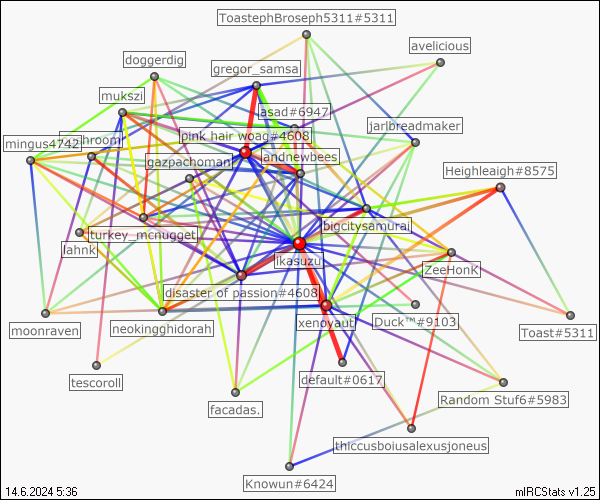 ToastephBroseph5311#5311
avelicious
doggerdig
gregor_samsa
mukszi
asad#6947
jarlbreadmaker
pink hair woag#4608
mingus4742
hroom
andnewbees
gazpachoman
Heighleaigh#8575
bigcitysamurai
turkey_mcnugget
lahnk
ikasuzu
ZeeHonK
disaster of passion#4608
xenoyaut
Duck™#9103
moonraven
neokingghidorah
Toast#5311
tescoroll
default#0617
Random Stuf6#5983
facadas.
thiccusboiusalexusjoneus
Knowun#6424
14.6.2024 5:36
mIRCStats v1.25